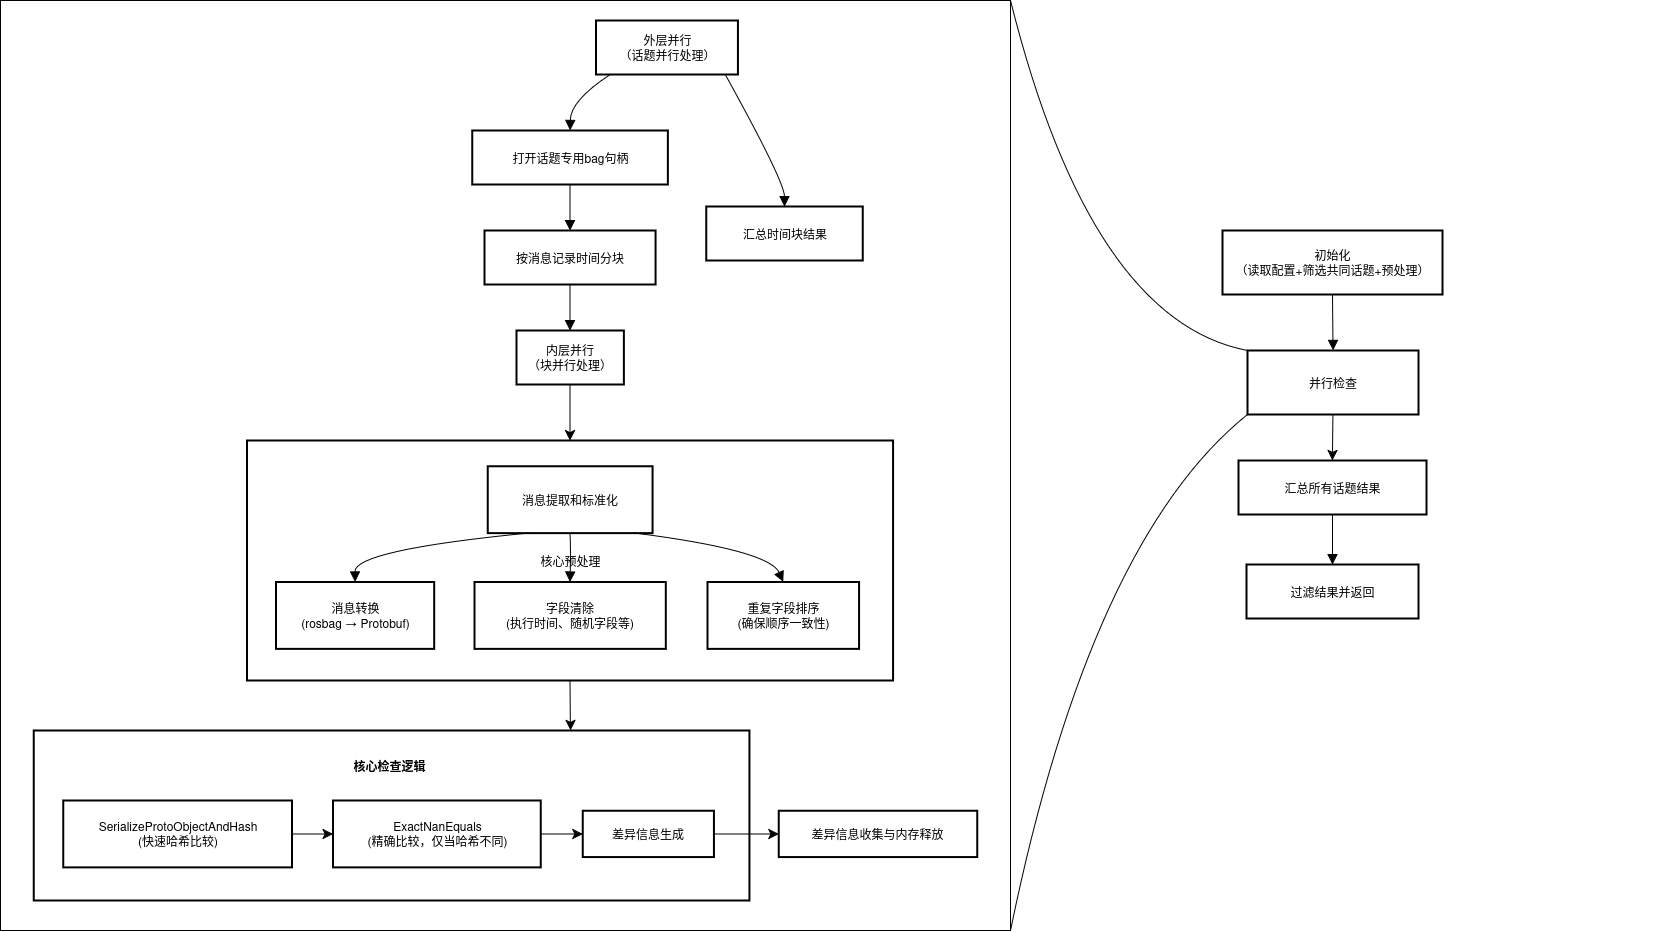 外层并行
（话题并行处理）
打开话题专用bag句柄
汇总时间块结果
按消息记录时间分块
内层并行
（块并行处理）
消息提取和标准化
核心预处理
消息转换
(rosbag → Protobuf)
字段清除
(执行时间、随机字段等)
重复字段排序
(确保顺序一致性)
核心检查逻辑
SerializeProtoObjectAndHash
(快速哈希比较)
ExactNanEquals
(精确比较，仅当哈希不同)
差异信息生成
差异信息收集与内存释放
初始化
（读取配置+筛选共同话题+预处理）
并行检查
汇总所有话题结果
过滤结果并返回